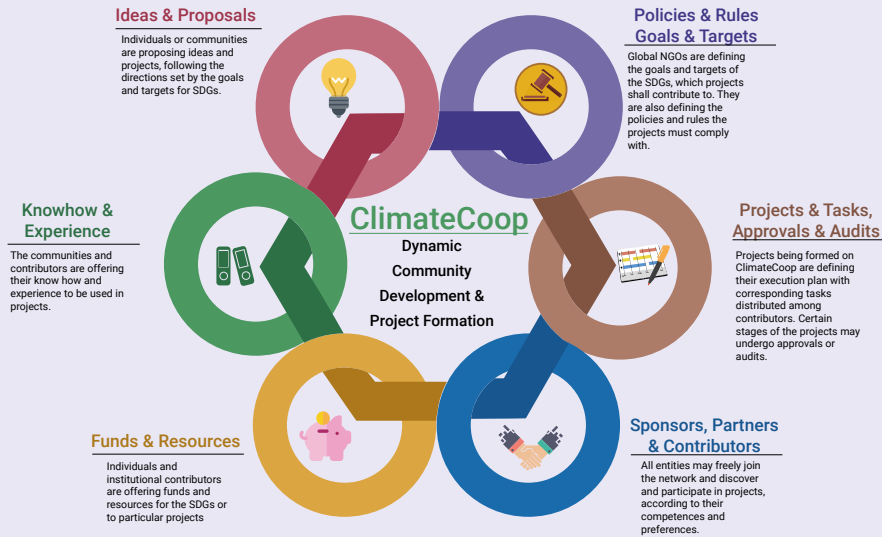 Ideas & Proposals
Individuals or communities
are proposing ideas and
projects, following the
directions set by the goals
and targets for SDGs.
Policies & Rules
Goals & Targets
Global NGOs are defining
the goals and targets of
the SDGs, which projects
shall contribute to. They
are also defining the
policies and rules the
projects must comply
with.
Knowhow &
Experience
The communities and
contributors are offering
their know how and
experience to be used in
projects.
ClimateCoop
Dynamic
Community
Development &
Project Formation
Projects & Tasks,
Approvals & Audits
Projects being formed on
ClimateCoop are defining
their execution plan with
corresponding tasks
distributed among
contributors. Certain
stages of the projects may
undergo approvals or
audits.
Funds & Resources
Individuals and
institutional contributors
are offering funds and
resources for the SDGs or
to particular projects
Sponsors, Partners
& Contributors
All entities may freely join
the network and discover
and participate in projects,
according to their
competences and
preferences.